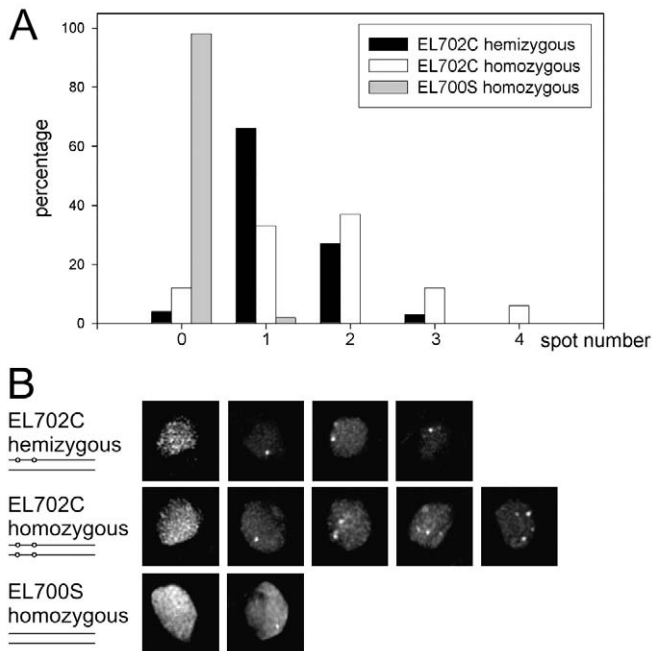 A
100
80
60
40
20
0
percentage
EL702C hemizygous
EL702C homozygous
EL700S homozygous
0 1 2 3 4 spot number
B
EL702C
hemizygous
EL702C
homozygous
EL700S
homozygous